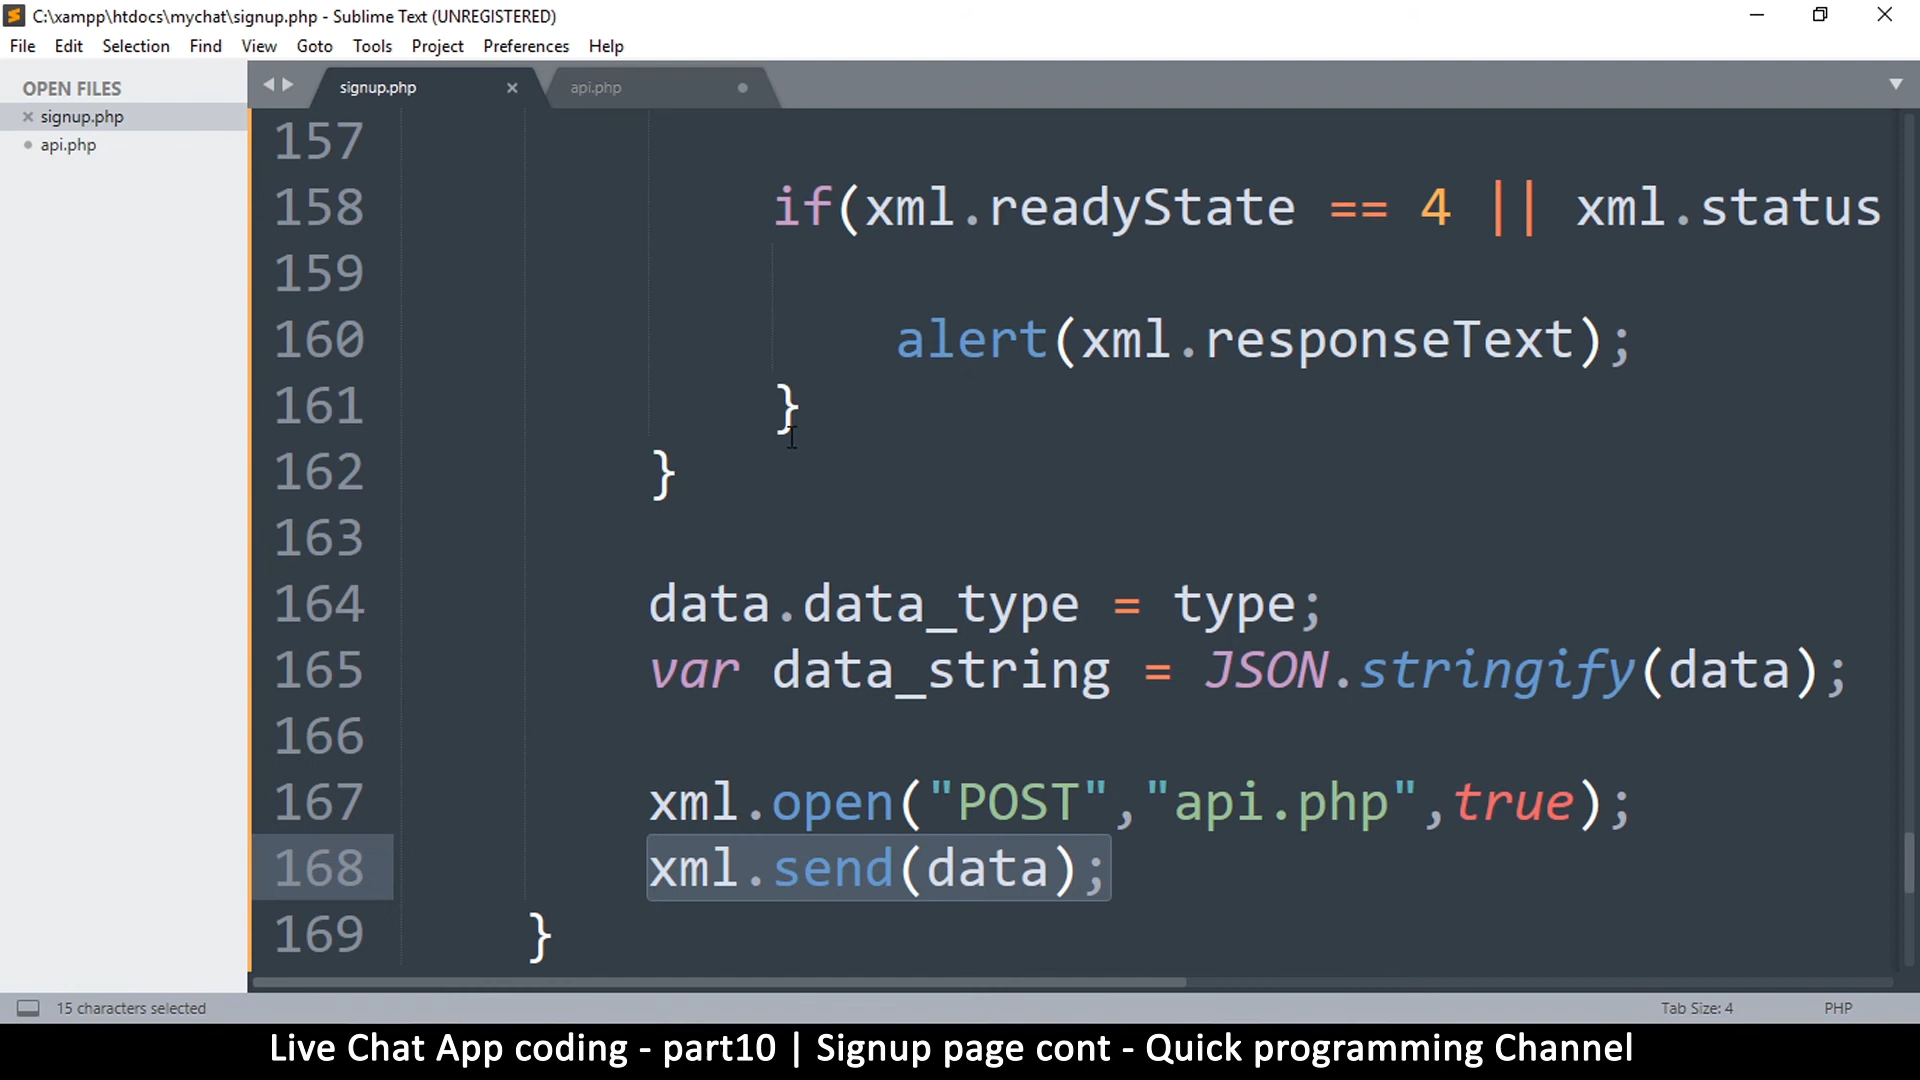 C:\xampp\htdocs\mychat\signup.php - Sublime Text (UNREGISTERED)
File Edit Selection Find View Goto Tools Project Preferences Help
OPEN FILES
signup.php
api.php
signup.php
api.php
157
158 if(xml.readyState == 4 || xml.status
159
160 alert(xml.responseText);
161 }
162 }
163
164 data.data_type = type;
165 var data_string = JSON.stringify(data);
166
167 xml.open("POST","api.php",true);
168 xml.send(data);
169 }
15 characters selected
Tab Size: 4
PHP
Live Chat App coding - part10 | Signup page cont - Quick programming Channel